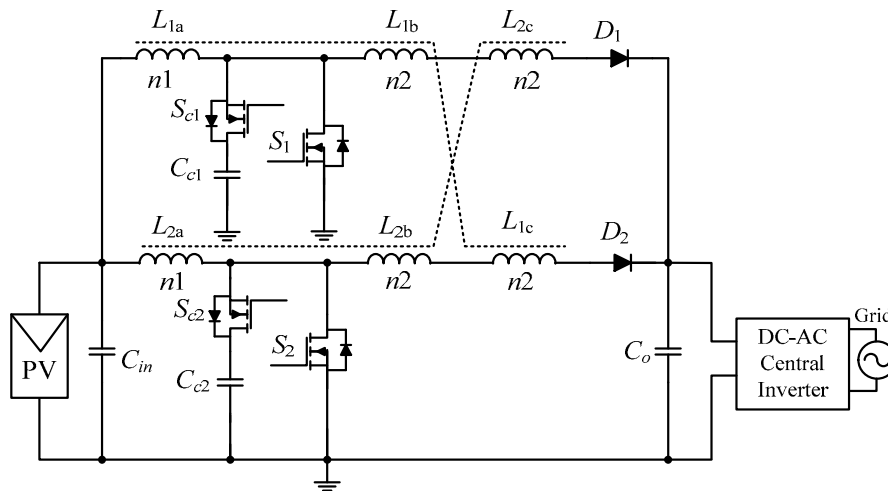 L1a
L1b
L2c
D1
n1
n2
n2
Sc1
S1
Cc1
L2a
L2b
L1c
D2
n1
n2
n2
Sc2
S2
Cc2
PV
Cin
Co
DC-AC
Central
Inverter
Grid